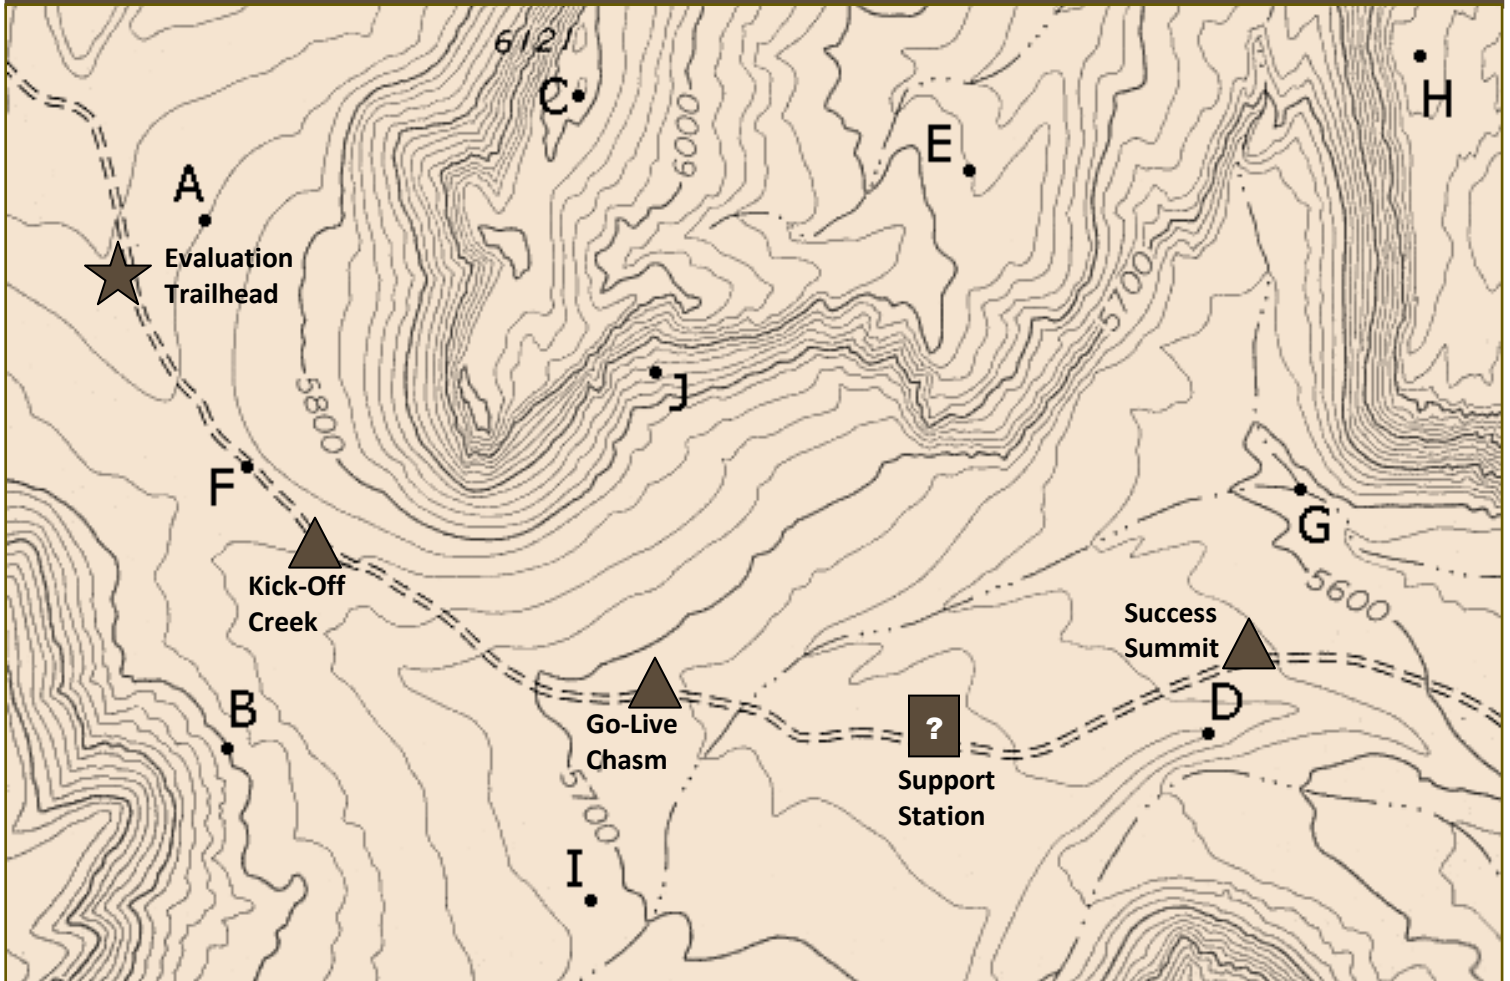 6121
C
H
6000
E
A
Evaluation
Trailhead
5700
J
5800
F
G
Kick-Off
Creek
5600
Success
Summit
B
D
Go-Live
Chasm
?
Support
Station
5700
I